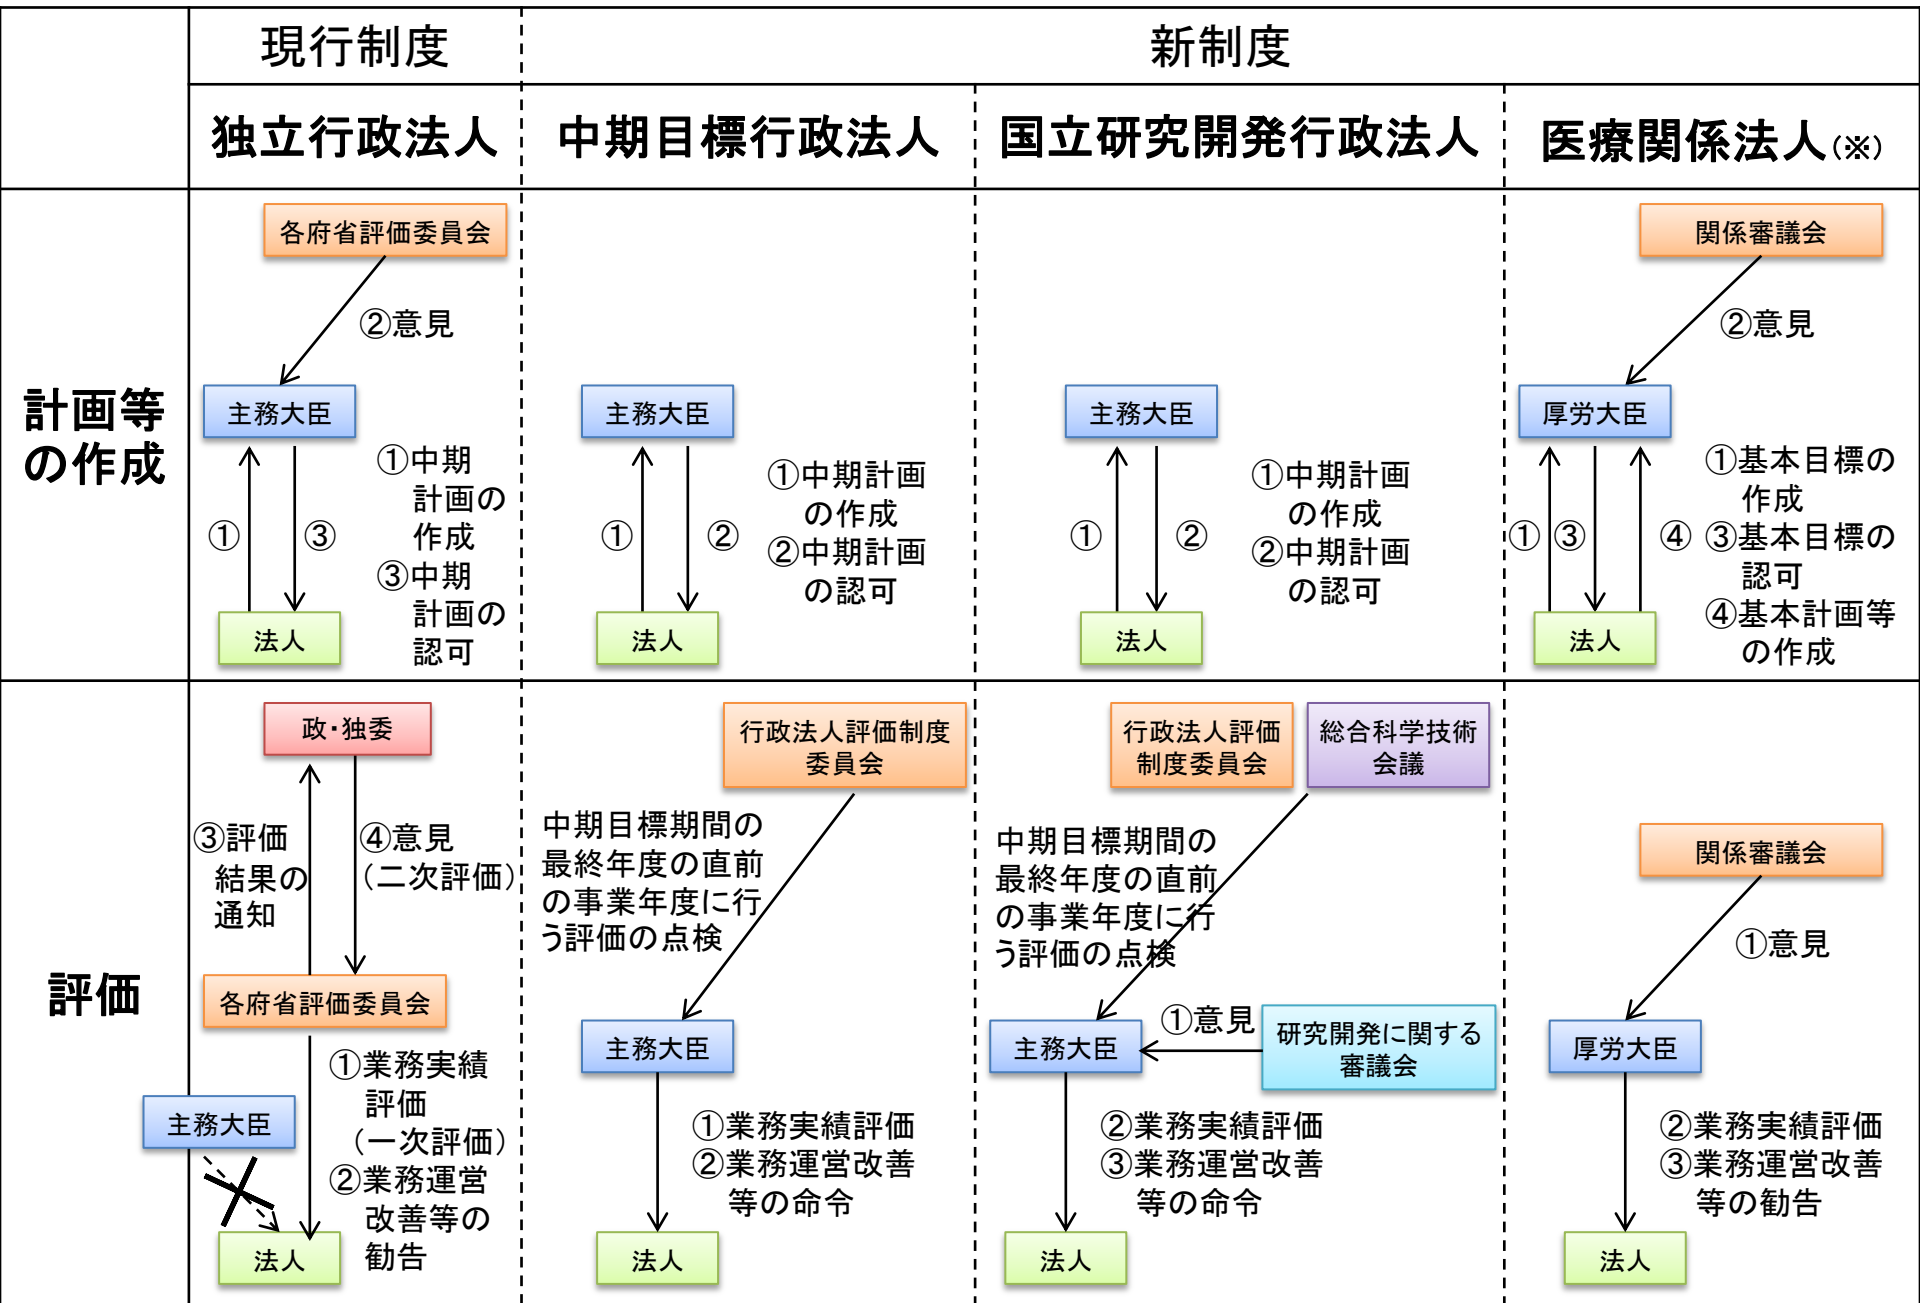 現行制度
新制度
独立行政法人
中期目標行政法人
国立研究開発行政法人
医療関係法人(※)
計画等
の作成
各府省評価委員会
②意見
主務大臣
①
③
①中期
計画の
作成
③中期
計画の
認可
法人
主務大臣
①
②
①中期計画
の作成
②中期計画
の認可
法人
主務大臣
①
②
①中期計画
の作成
②中期計画
の認可
法人
関係審議会
②意見
厚労大臣
①
③
④
①基本目標の
作成
③基本目標の
認可
④基本計画等
の作成
法人
評価
政・独委
③評価
結果の
通知
④意見
(二次評価)
各府省評価委員会
主務大臣
①業務実績
評価
(一次評価)
②業務運営
改善等の
勧告
法人
行政法人評価制度
委員会
中期目標期間の
最終年度の直前
の事業年度に行
う評価の点検
主務大臣
①業務実績評価
②業務運営改善
等の命令
法人
行政法人評価
制度委員会
総合科学技術
会議
中期目標期間の
最終年度の直前
の事業年度に行
う評価の点検
主務大臣
①意見
研究開発に関する
審議会
②業務実績評価
③業務運営改善
等の命令
法人
関係審議会
①意見
厚労大臣
②業務実績評価
③業務運営改善
等の勧告
法人